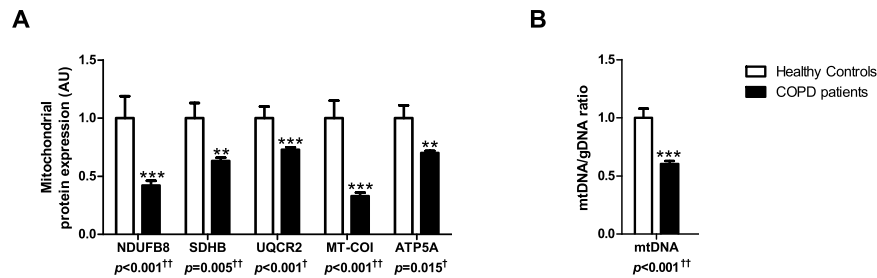 A
Mitochondrial
protein expression (AU)
1.5
1.0
0.5
0.0
***
**
***
***
**
NDUFB8 SDHB UQCR2 MT-COI ATP5A
p<0.001†† p=0.005†† p<0.001† p<0.001†† p=0.015†
B
mtDNA/gDNA ratio
1.5
1.0
0.5
0.0
***
mtDNA
p<0.001††
Healthy Controls
COPD patients